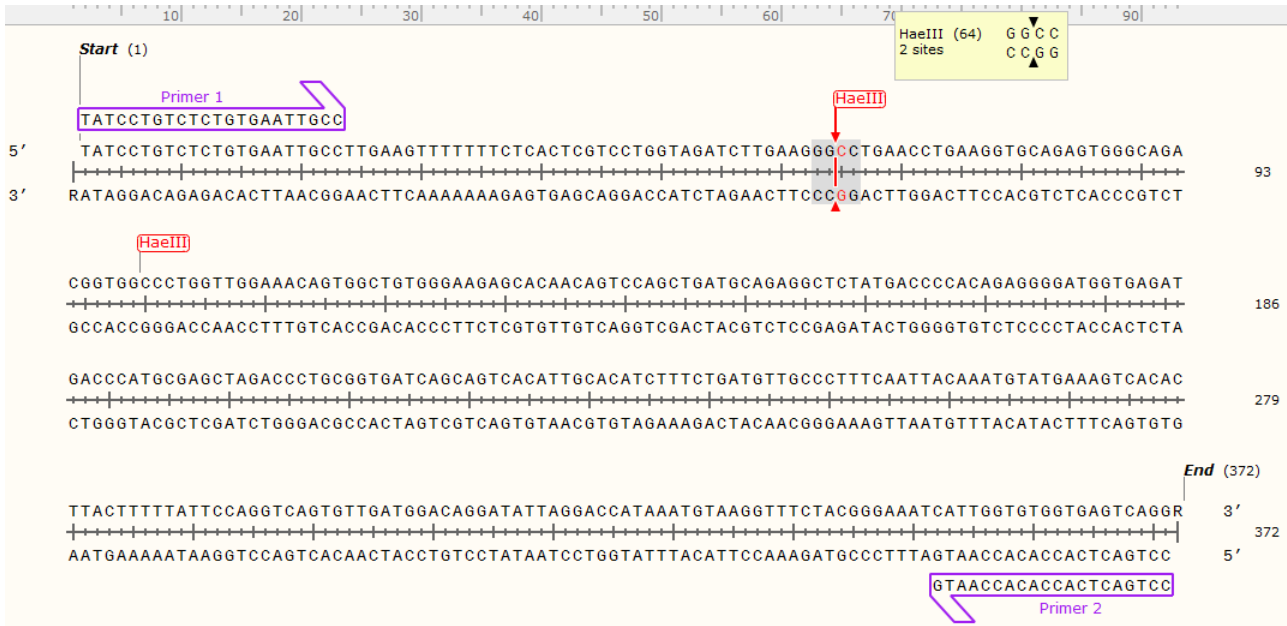 10 20 30 40 50 60 70 80 90
HaeIII (64) GGCC
2 sites CCGG
Start (1)
Primer 1
TATCCTGTCTCTGTGAATTGCC
HaeIII
5′ TATCCTGTCTCTGTGAATTGCCTTGAAGTTTTTTTCTCACTCGTCCTGGTAGATCTTGAAGGGCCTGAACCTGAAGGTGCAGAGTGGGCAGA
93
3′ RATAGGACAGAGACACTTAACGGAACTTCAAAAAAAGAGTGAGCAGGACCATCTAGAACTTCCCGGACTTGGACTTCCACGTCTCACCCGTCT
HaeIII
CGGTGGCCCTGGTTGGAAACAGTGGCTGTGGGAAGAGCACAACAGTCCAGCTGATGCAGAGGCTCTATGACCCCACAGAGGGGATGGTGAGAT
186
GCCACCGGGACCAACCTTTGTCACCGACACCCTTCTCGTGTTGTCAGGTCGACTACGTCTCCGAGATACTGGGGTGTCTCCCCTACCACTCTA
GACCCATGCGAGCTAGACCCTGCGGTGATCAGCAGTCACATTGCACATCTTTCTGATGTTGCCCTTTCAATTACAAATGTATGAAAGTCACAC
279
CTGGGTACGCTCGATCTGGGACGCCACTAGTCGTCAGTGTAACGTGTAGAAAGACTACAACGGGAAAGTTAATGTTTACATACTTTCAGTGTG
End (372)
TTACTTTTTATTCCAGGTCAGTGTTGATGGACAGGATATTAGGACCATAAATGTAAGGTTTCTACGGGAAATCATTGGTGTGGTGAGTCAGGR 3′
372
AATGAAAAATAAGGTCCAGTCACAACTACCTGTCCTATAATCCTGGTATTTACATTCCAAAGATGCCCTTTAGTAACCACACCACTCAGTCC 5′
GTAACCACACCACTCAGTCC
Primer 2